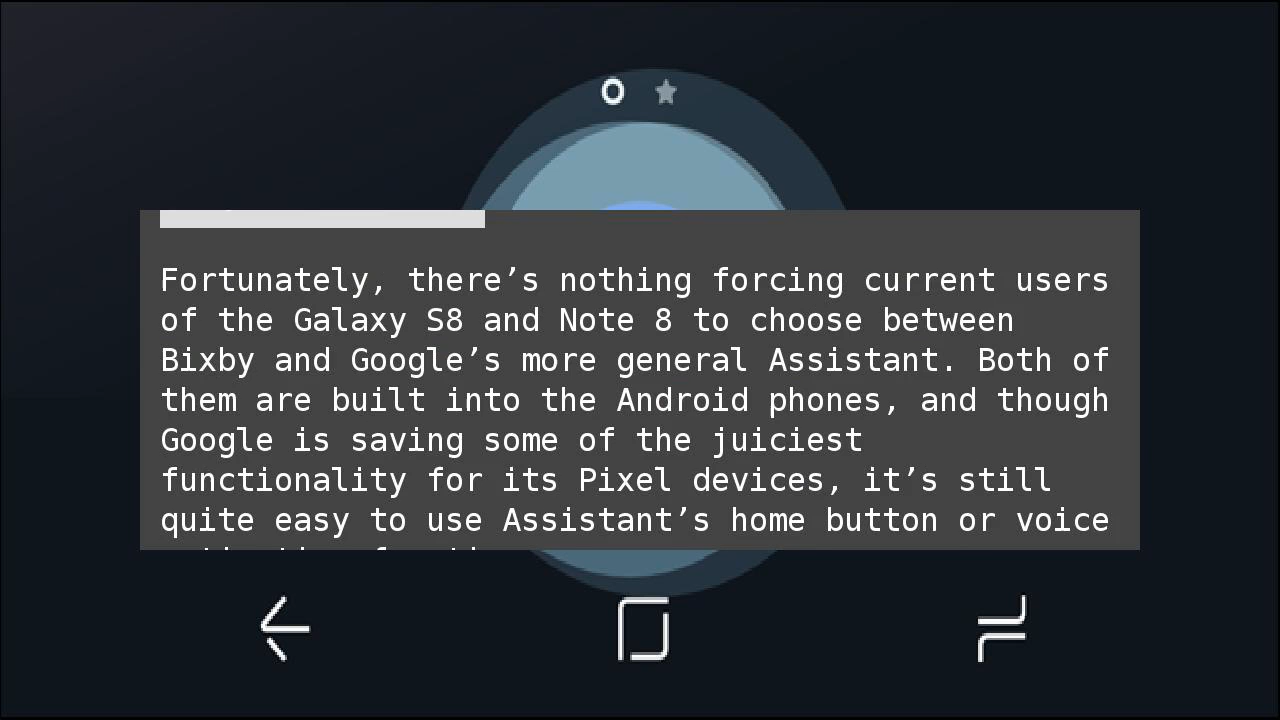 O
Fortunately, there’s nothing forcing current users
of the Galaxy S8 and Note 8 to choose between
Bixby and Google’s more general Assistant. Both of
them are built into the Android phones, and though
Google is saving some of the juiciest
functionality for its Pixel devices, it’s still
quite easy to use Assistant’s home button or voice